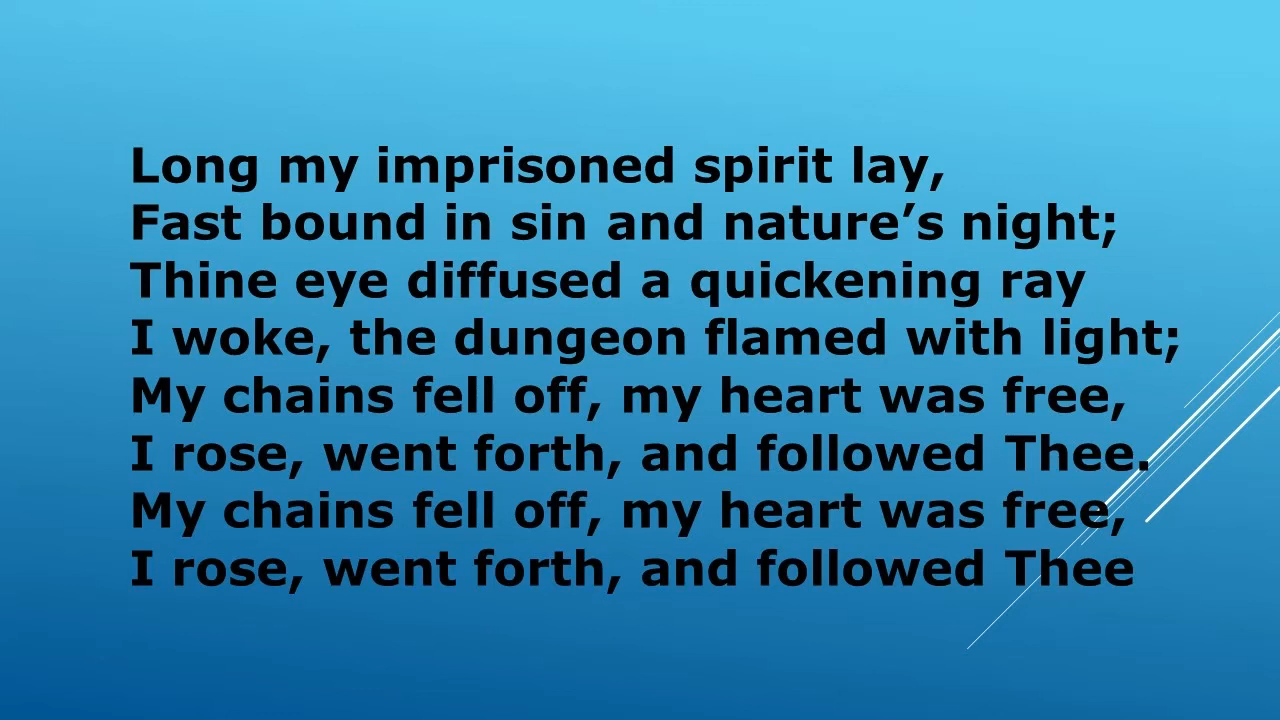 Long my imprisoned spirit lay,
Fast bound in sin and nature’s night;
Thine eye diffused a quickening ray
I woke, the dungeon flamed with light;
My chains fell off, my heart was free,
I rose, went forth, and followed Thee.
My chains fell off, my heart was free,
I rose, went forth, and followed Thee